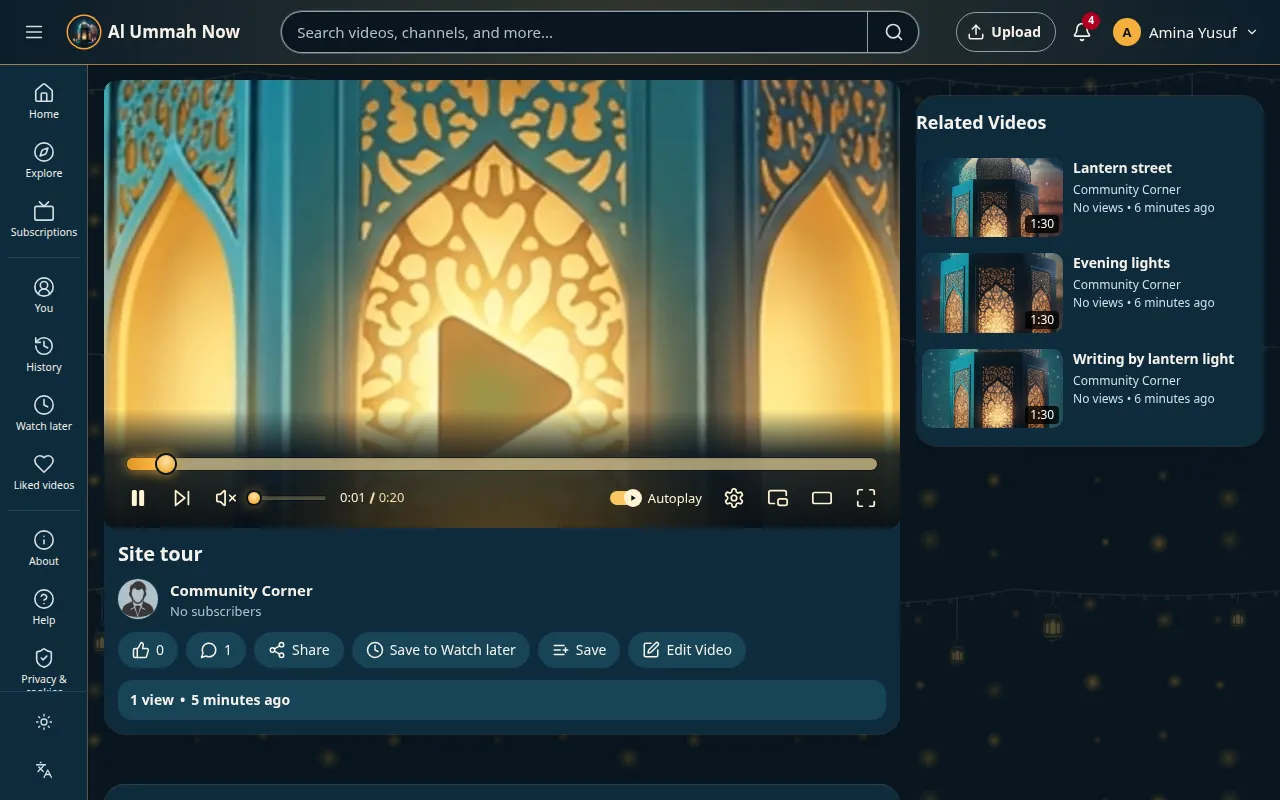 Al Ummah Now
Search videos, channels, and more...
Upload
4
A
Amina Yusuf
Home
Explore
Subscriptions
You
History
Watch later
Liked videos
About
Help
Privacy &
0:01 / 0:20
Autoplay
Site tour
Community Corner
No subscribers
0
1
Share
Save to Watch later
Save
Edit Video
1 view • 5 minutes ago
Related Videos
Lantern street
Community Corner
No views • 6 minutes ago
1:30
Evening lights
Community Corner
No views • 6 minutes ago
1:30
Writing by lantern light
Community Corner
No views • 6 minutes ago
1:30